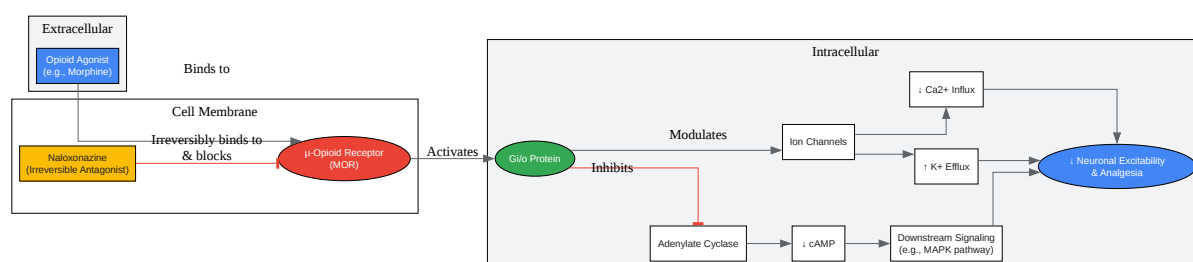 Extracellular
Opioid Agonist
(e.g., Morphine)
Binds to
Cell Membrane
Irreversibly binds to
& blocks
Naloxonazine
(Irreversible Antagonist)
μ-Opioid Receptor
(MOR)
Activates
Intracellular
Gi/o Protein
Modulates
Inhibits
Ion Channels
↓ Ca2+ Influx
↑ K+ Efflux
↓ Neuronal Excitability
& Analgesia
Adenylate Cyclase
↓ cAMP
Downstream Signaling
(e.g., MAPK pathway)